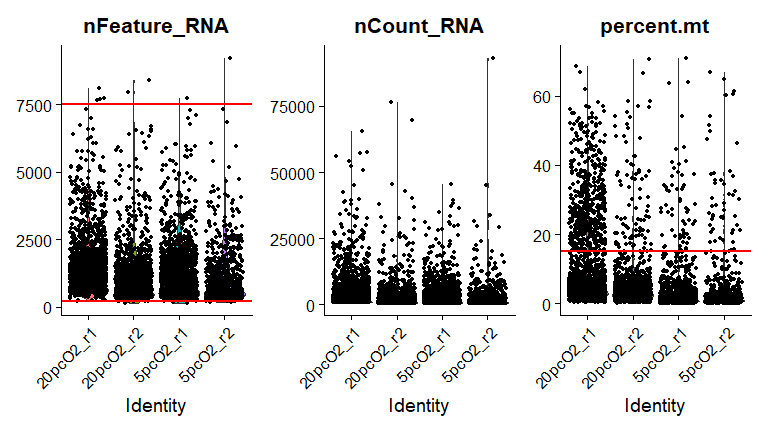 nFeature_RNA
7500
5000
2500
0
20pcO2_r1
20pcO2_r2
5pcO2_r1
5pcO2_r2
Identity
nCount_RNA
75000
50000
25000
0
20pcO2_r1
20pcO2_r2
5pcO2_r1
5pcO2_r2
Identity
percent.mt
60
40
20
0
20pcO2_r1
20pcO2_r2
5pcO2_r1
5pcO2_r2
Identity